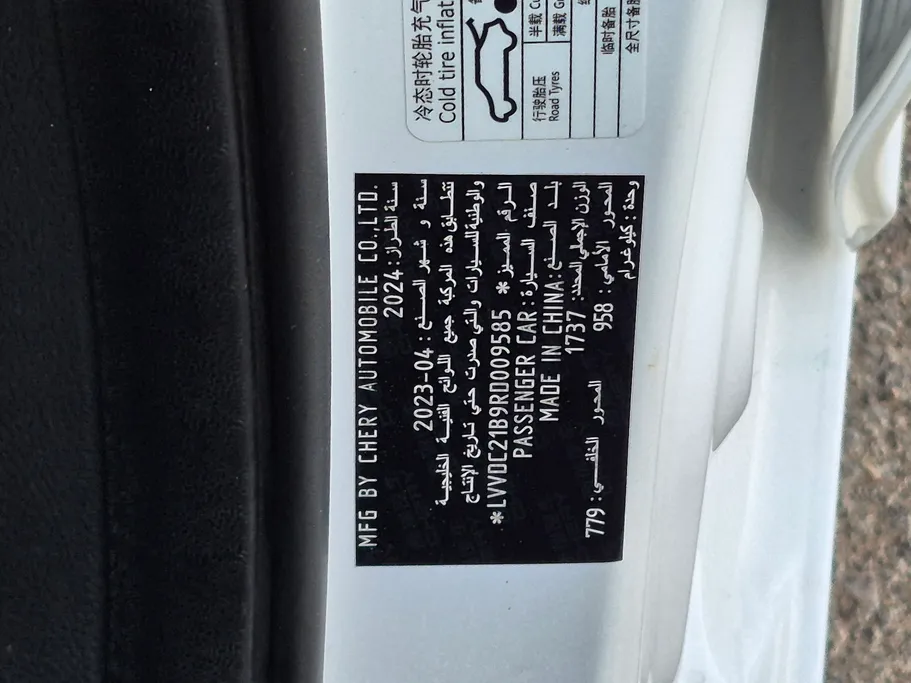 冷态时轮胎充气
Cold tire inflat
半载
满载
行驶胎压
Road Tyres
临时备胎
全尺寸备胎
MFG BY CHERY AUTOMOBILE CO.,LTD.
سنة الطراز: 2024
سنة و شهر الصنع: 2023-04
تتطابق هذه المركبة جميع اللوائح الفنية الخليجية
والوطنية للسيارات والتي صدرت حتى تاريخ الإنتاج
الرقم المميز: *LVVDC21B9RD009585*
صنف السيارة: PASSENGER CAR
بلد الصنع: MADE IN CHINA
الوزن الإجمالي المحدد: 1737
المحور الأمامي: 958 المحور الخلفي: 779
وحدة: كيلوغرام